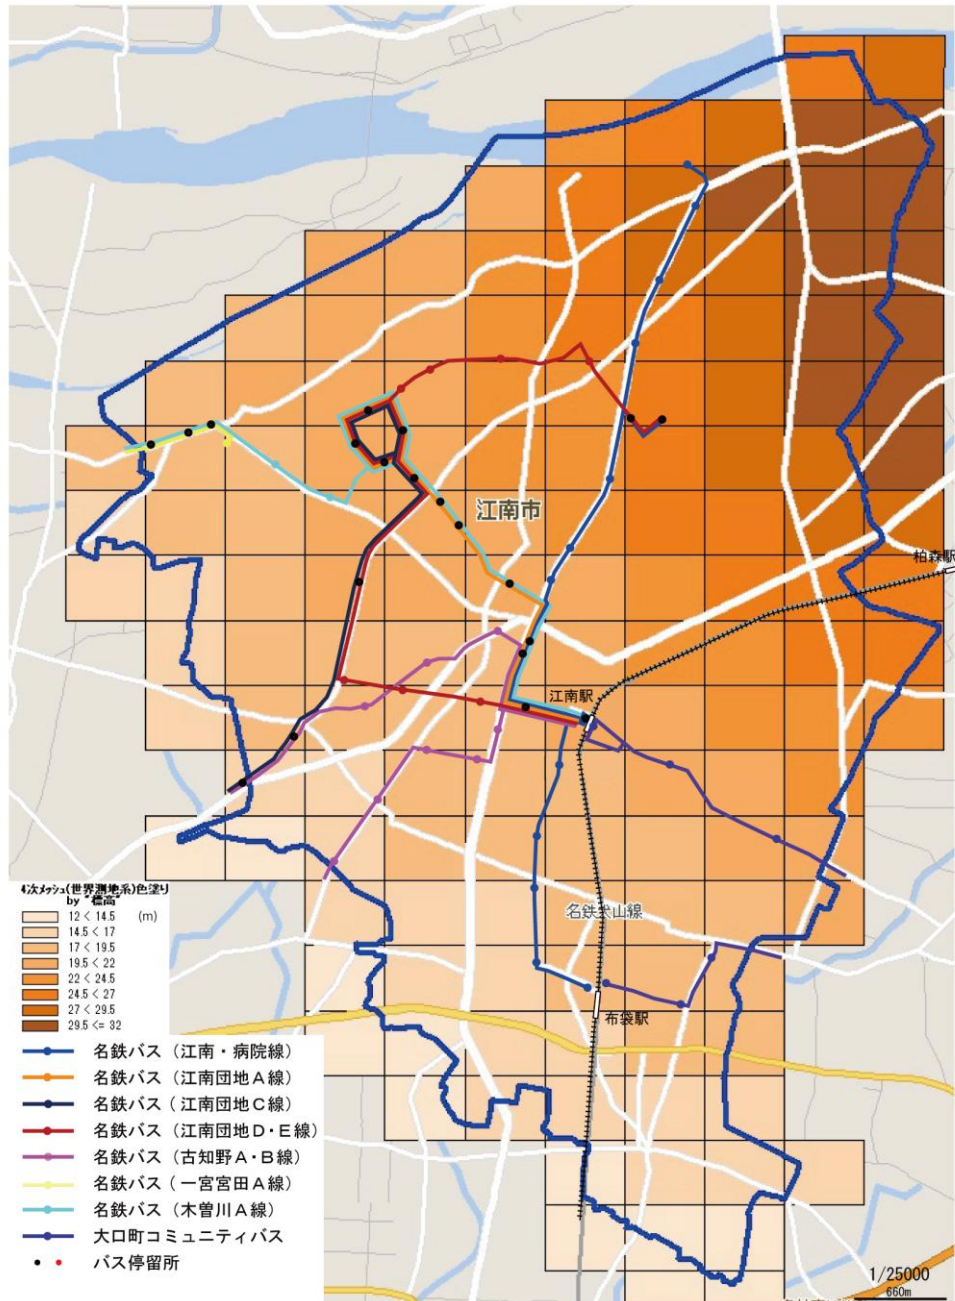 江南市
柏森駅
江南駅
名鉄犬山線
布袋駅
4次メッシュ(世界測地系)色塗り
by "標高"
12 < 14.5 (m)
14.5 < 17
17 < 19.5
19.5 < 22
22 < 24.5
24.5 < 27
27 < 29.5
29.5 <= 32
名鉄バス（江南・病院線）
名鉄バス（江南団地A線）
名鉄バス（江南団地C線）
名鉄バス（江南団地D・E線）
名鉄バス（古知野A・B線）
名鉄バス（一宮宮田A線）
名鉄バス（木曽川A線）
大口町コミュニティバス
バス停留所
1/25000
660m